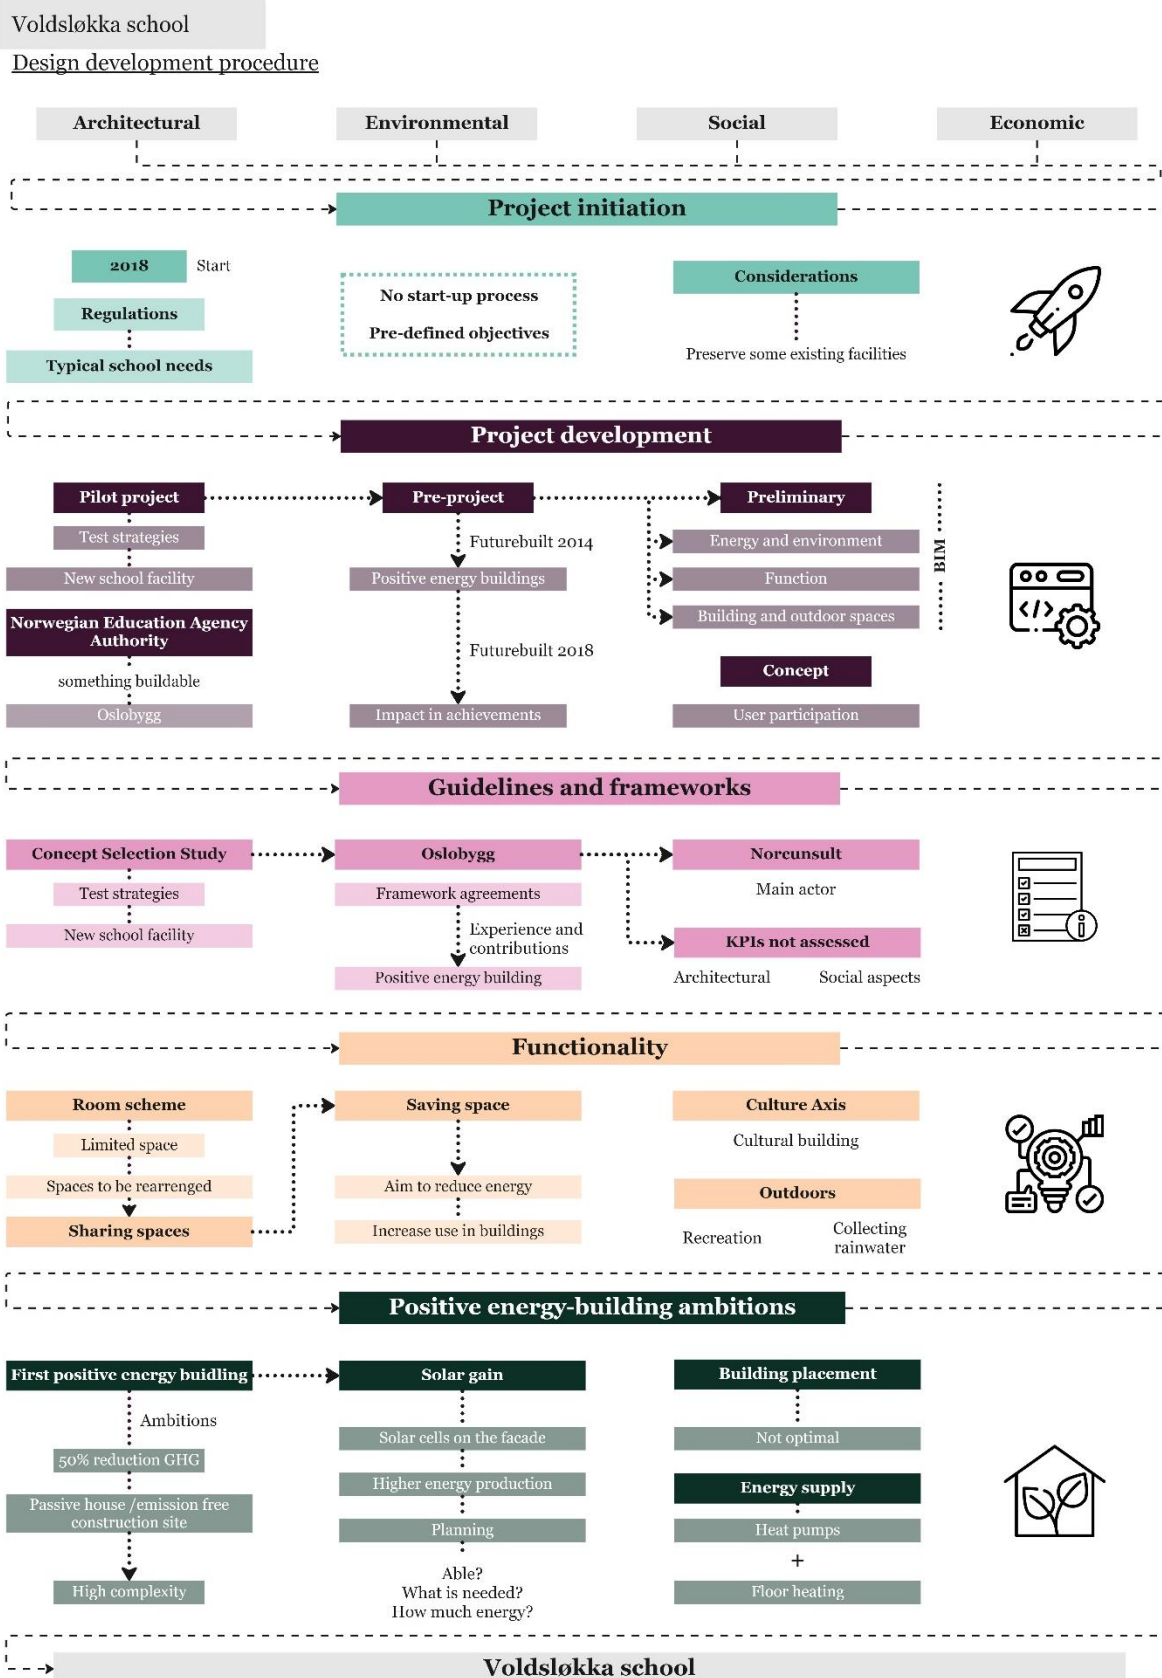 Voldsløkka school
Design development procedure
Architectural
Environmental
Social
Economic
Project initiation
2018
Start
Regulations
Typical school needs
No start-up process
Pre-defined objectives
Considerations
Preserve some existing facilities
Project development
Pilot project
Test strategies
New school facility
Norwegian Education Agency
Authority
something buildable
Oslobygg
Pre-project
Futurebuilt 2014
Positive energy buildings
Futurebuilt 2018
Impact in achievements
Preliminary
Energy and environment
Function
Building and outdoor spaces
BIM
Concept
User participation
Guidelines and frameworks
Concept Selection Study
Test strategies
New school facility
Oslobygg
Framework agreements
Experience and
contributions
Positive energy building
Norcunsult
Main actor
KPIs not assessed
Architectural
Social aspects
Functionality
Room scheme
Limited space
Spaces to be rearrenged
Sharing spaces
Saving space
Aim to reduce energy
Increase use in buildings
Culture Axis
Cultural building
Outdoors
Recreation
Collecting
rainwater
Positive energy-building ambitions
First positive energy buidling
Ambitions
50% reduction GHG
Passive house /emission free
construction site
High complexity
Solar gain
Solar cells on the facade
Higher energy production
Planning
Able?
What is needed?
How much energy?
Building placement
Not optimal
Energy supply
Heat pumps
+
Floor heating
Voldsløkka school